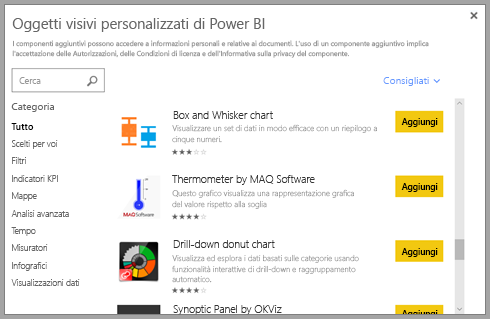 Oggetti visivi personalizzati di Power BI
I componenti aggiuntivi possono accedere a informazioni personali e relative ai documenti. L'uso di un componente aggiuntivo implica
l'accettazione delle Autorizzazioni, delle Condizioni di licenza e dell'Informativa sulla privacy del componente.
Cerca
Consigliati
Categoria
Tutto
Scelti per voi
Filtri
Indicatori KPI
Mappe
Analisi avanzata
Tempo
Misuratori
Infografici
Visualizzazioni dati
Box and Whisker chart
Visualizzare un set di dati in modo efficace con un riepilogo a
cinque numeri.
Aggiungi
MAQSoftware
Thermometer by MAQ Software
Questo grafico visualizza una rappresentazione grafica
del valore rispetto alla soglia
Aggiungi
Drill-down donut chart
Visualizza ed esplora i dati basati sulle categorie usando
funzionalità interattive di drill-down e raggruppamento
automatico.
Aggiungi
Synoptic Panel by OKViz